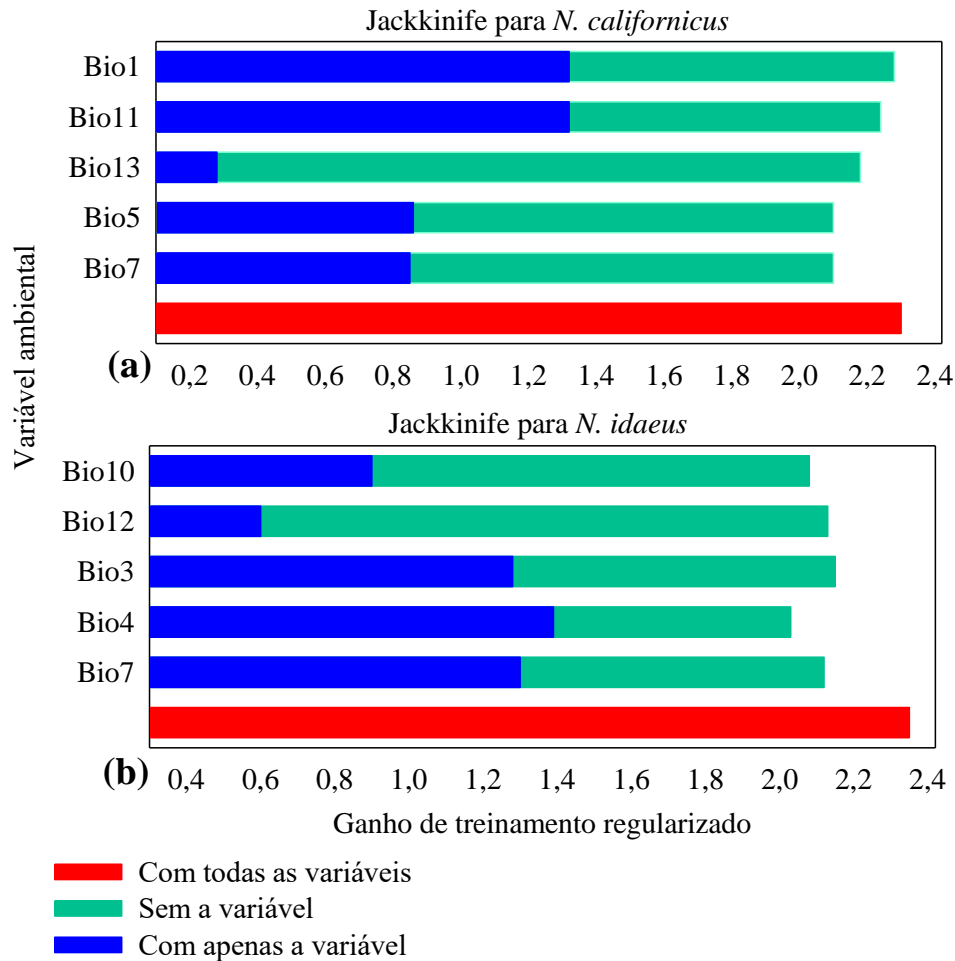 Jackkinife para N. californicus
Bio1
Bio11
Bio13
Bio5
Bio7
(a)
0,2 0,4 0,6 0,8 1,0 1,2 1,4 1,6 1,8 2,0 2,2 2,4
Variável ambiental
Jackkinife para N. idaeus
Bio10
Bio12
Bio3
Bio4
Bio7
(b)
0,4 0,6 0,8 1,0 1,2 1,4 1,6 1,8 2,0 2,2 2,4
Ganho de treinamento regularizado
Com todas as variáveis
Sem a variável
Com apenas a variável